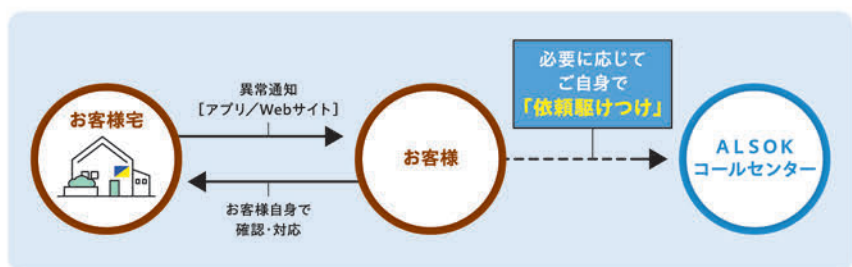 お客様宅
異常通知
［アプリ／Webサイト］
お客様自身で
確認・対応
お客様
必要に応じて
ご自身で
「依頼駆けつけ」
ALSOK
コールセンター